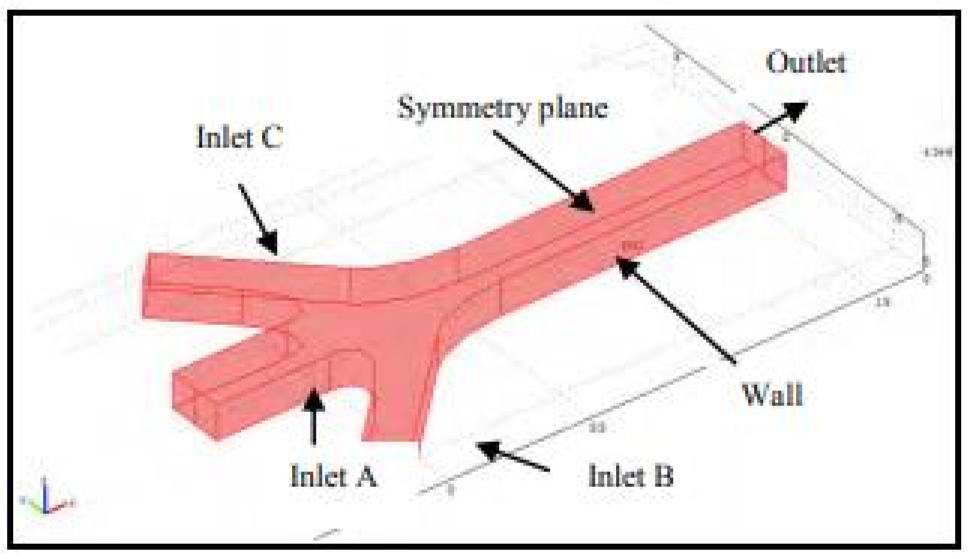 Outlet
Symmetry plane
Inlet C
Wall
Inlet A
Inlet B